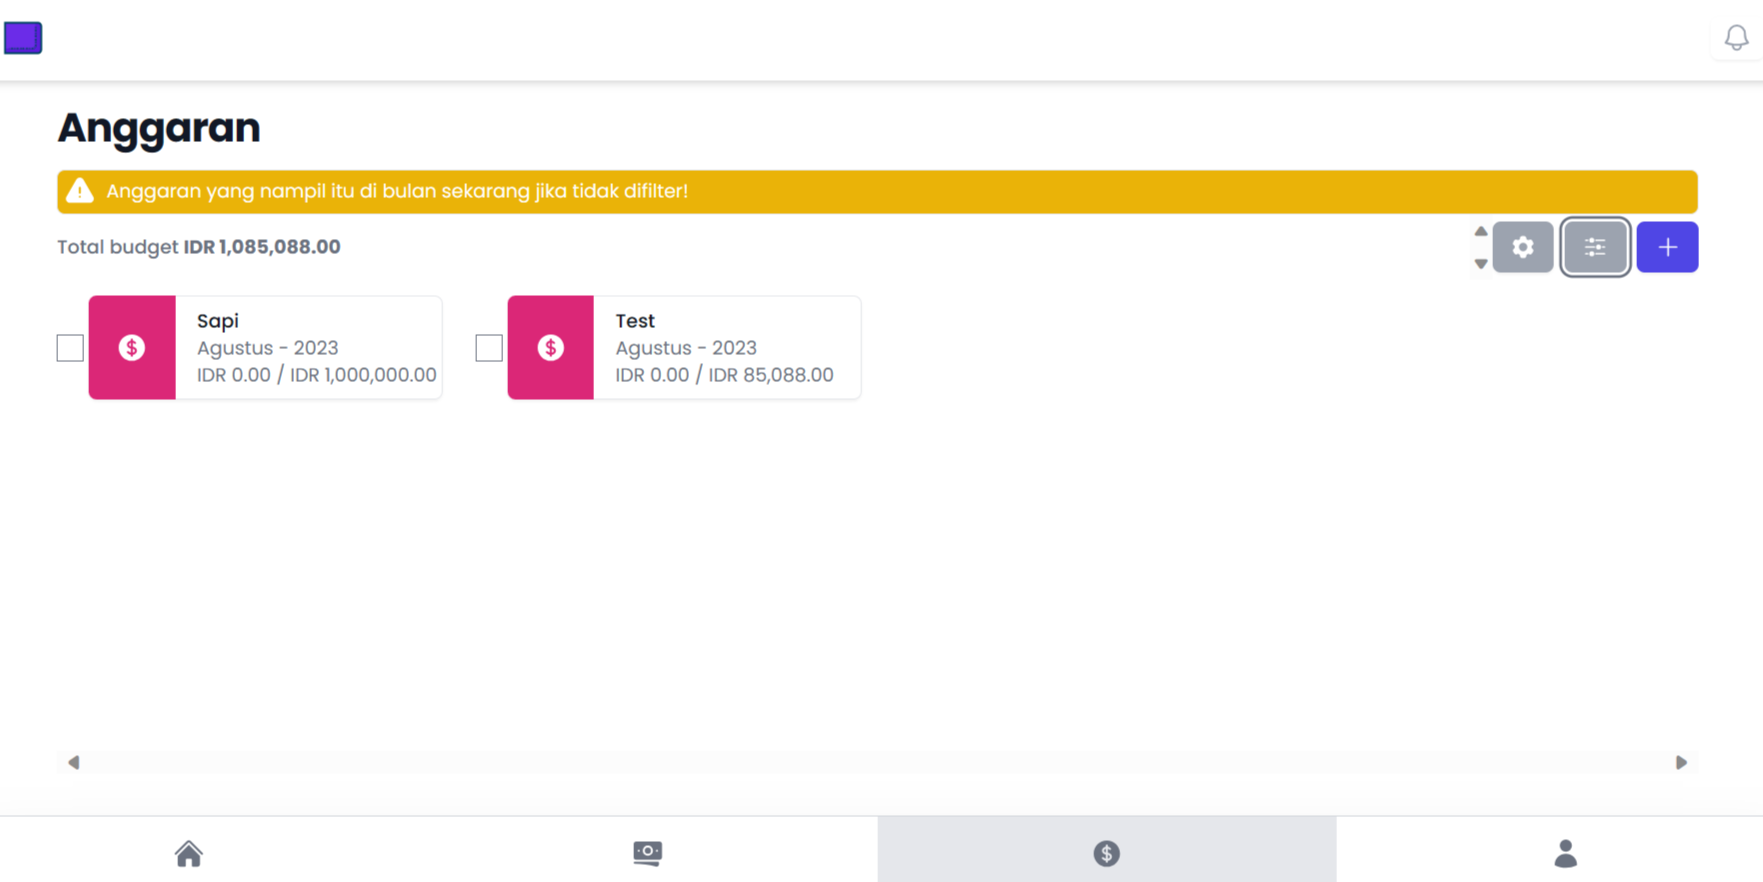 Anggaran
Anggaran yang nampil itu di bulan sekarang jika tidak difilter!
Total budget IDR 1,085,088.00
Sapi
Agustus - 2023
IDR 0.00 / IDR 1,000,000.00
Test
Agustus - 2023
IDR 0.00 / IDR 85,088.00